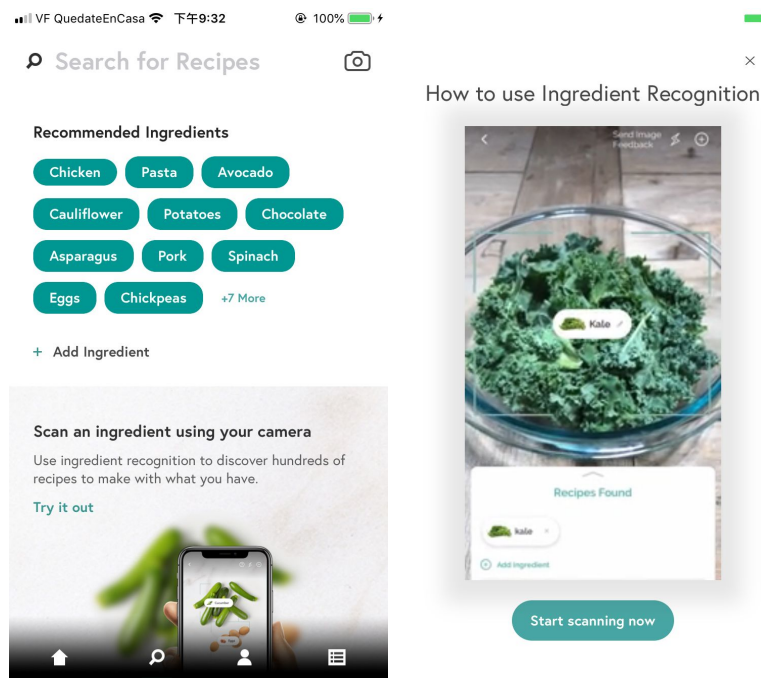 VF QuedateEnCasa 下午9:32 100%
Search for Recipes
Recommended Ingredients
Chicken Pasta Avocado
Cauliflower Potatoes Chocolate
Asparagus Pork Spinach
Eggs Chickpeas +7 More
+ Add Ingredient
Scan an ingredient using your camera
Use ingredient recognition to discover hundreds of
recipes to make with what you have.
Try it out
How to use Ingredient Recognition
Send Image
Feedback
Kale
Recipes Found
kale
Add Ingredient
Start scanning now